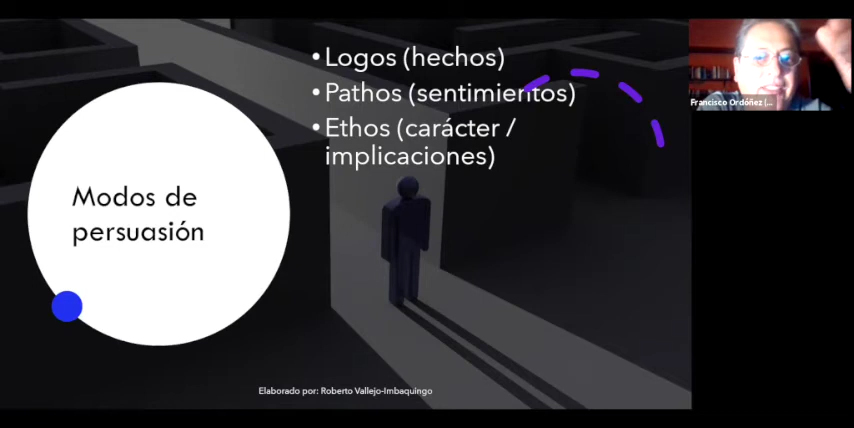 Modos de
persuasión
• Logos (hechos)
• Pathos (sentimientos)
• Ethos (carácter /
implicaciones)
Elaborado por: Roberto Vallejo-Imbaquingo
Francisco Ordóñez (...